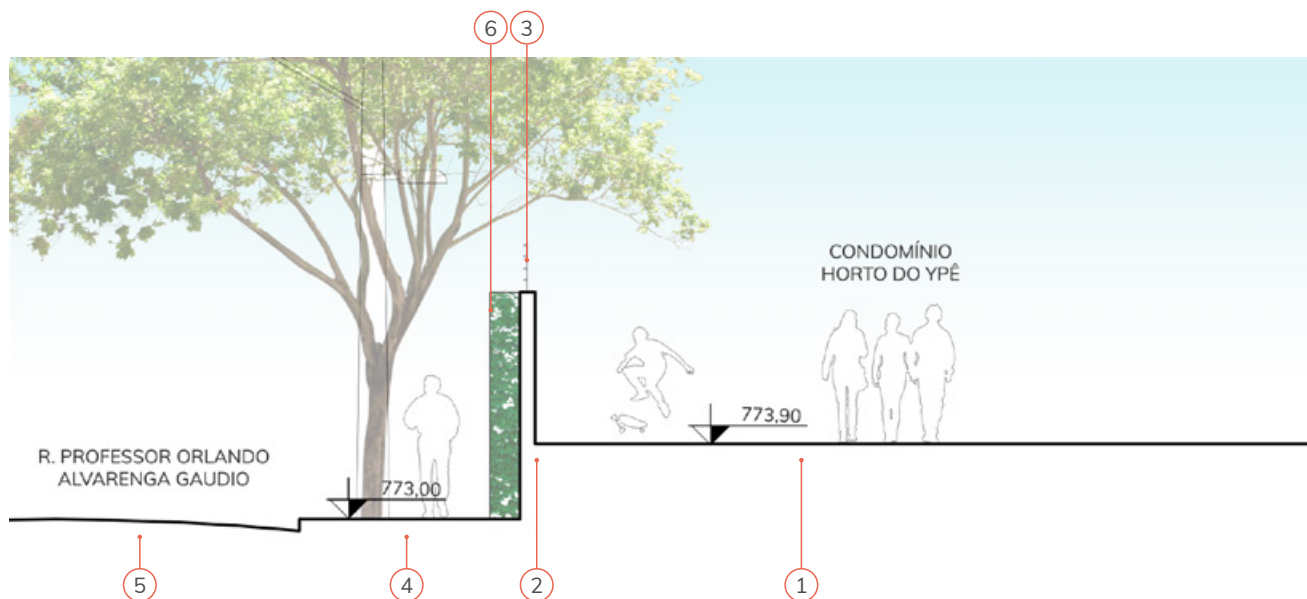 6 3
CONDOMÍNIO
HORTO DO YPÊ
773,90
R. PROFESSOR ORLANDO
ALVARENGA GAUDIO
773,00
5 4 2 1